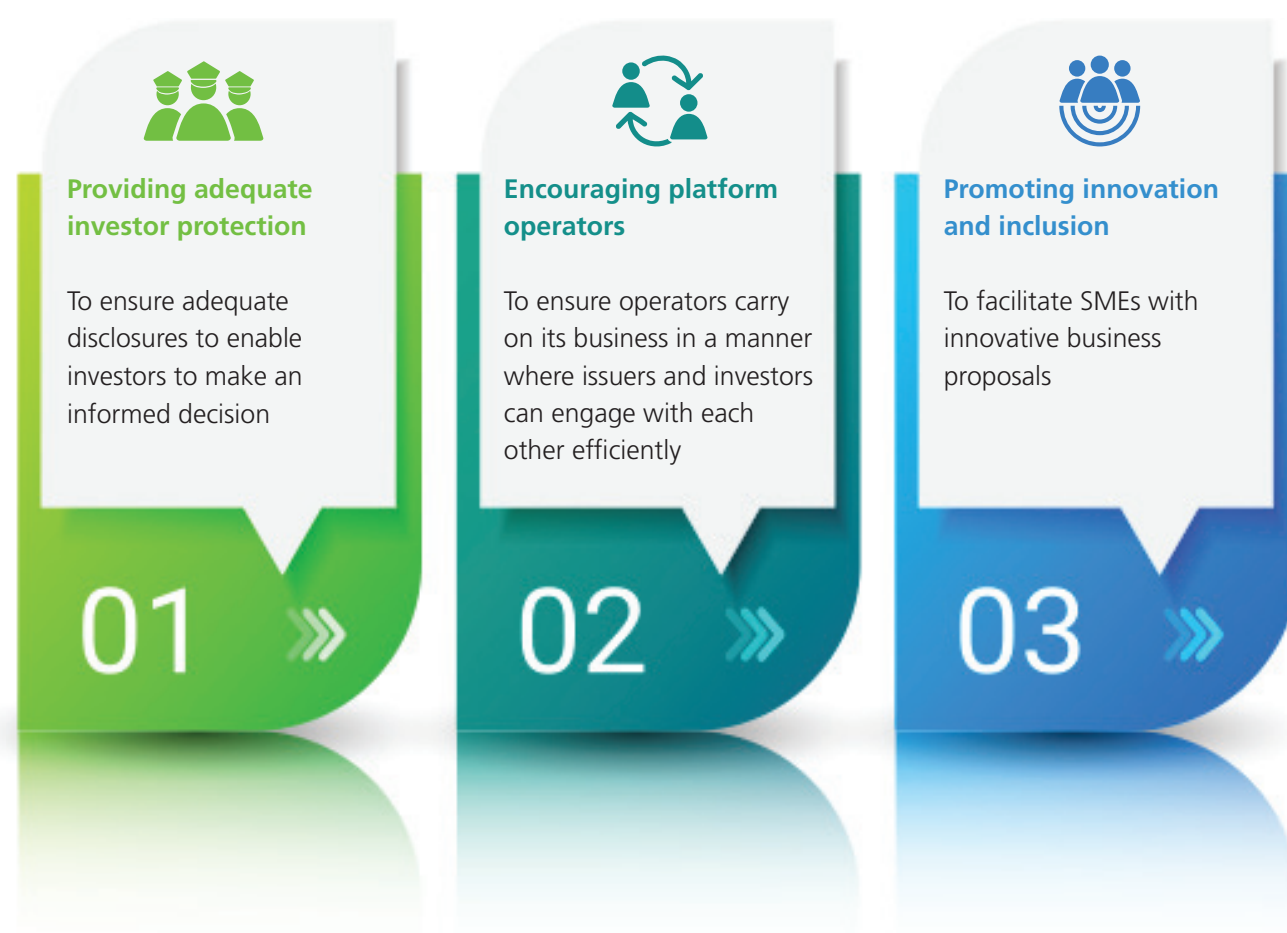 Providing adequate
investor protection
To ensure adequate
disclosures to enable
investors to make an
informed decision
01
Encouraging platform
operators
To ensure operators carry
on its business in a manner
where issuers and investors
can engage with each
other efficiently
02
Promoting innovation
and inclusion
To facilitate SMEs with
innovative business
proposals
03